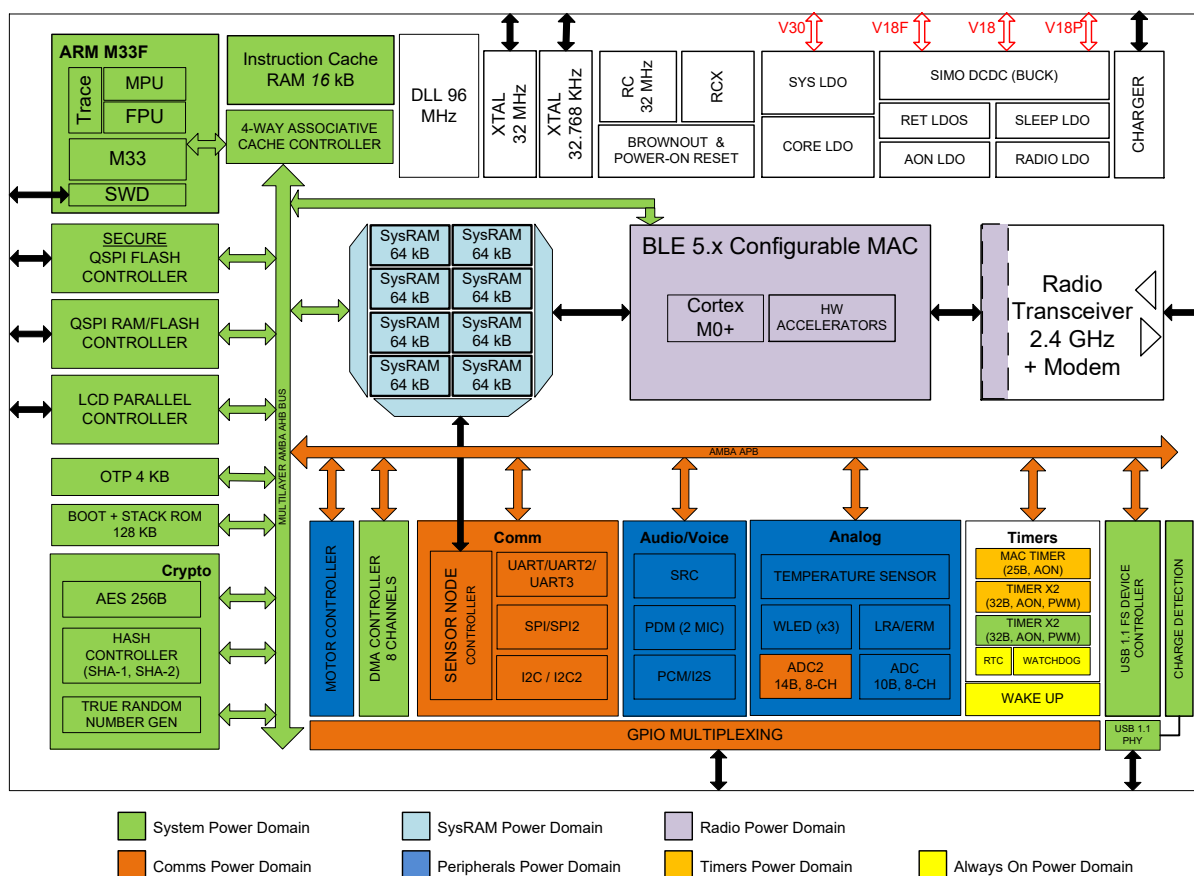 V30
V18F
V18
V18P
ARM M33F
Trace
MPU
FPU
M33
SWD
Instruction Cache
RAM 16 kB
4-WAY ASSOCIATIVE
CACHE CONTROLLER
DLL 96
MHz
XTAL
32 MHz
XTAL
32.768 KHz
RC
32 MHz
RCX
BROWNOUT &
POWER-ON RESET
SYS LDO
CORE LDO
SIMO DCDC (BUCK)
RET LDOS
SLEEP LDO
AON LDO
RADIO LDO
CHARGER
SECURE
QSPI FLASH
CONTROLLER
QSPI RAM/FLASH
CONTROLLER
LCD PARALLEL
CONTROLLER
OTP 4 KB
BOOT + STACK ROM
128 KB
Crypto
AES 256B
HASH
CONTROLLER
(SHA-1, SHA-2)
TRUE RANDOM
NUMBER GEN
MULTILAYER AMBA AHB BUS
SysRAM
64 kB
SysRAM
64 kB
SysRAM
64 kB
SysRAM
64 kB
SysRAM
64 kB
SysRAM
64 kB
SysRAM
64 kB
SysRAM
64 kB
BLE 5.x Configurable MAC
Cortex
M0+
HW
ACCELERATORS
Radio
Transceiver
2.4 GHz
+ Modem
AMBA APB
MOTOR CONTROLLER
DMA CONTROLLER
8 CHANNELS
Comm
SENSOR NODE
CONTROLLER
UART/UART2/
UART3
SPI/SPI2
I2C / I2C2
Audio/Voice
SRC
PDM (2 MIC)
PCM/I2S
Analog
TEMPERATURE SENSOR
WLED (x3)
LRA/ERM
ADC2
14B, 8-CH
ADC
10B, 8-CH
Timers
MAC TIMER
(25B, AON)
TIMER X2
(32B, AON, PWM)
TIMER X2
(32B, AON, PWM)
RTC
WATCHDOG
WAKE UP
USB 1.1 FS DEVICE
CONTROLLER
CHARGE DETECTION
USB 1.1
PHY
GPIO MULTIPLEXING
System Power Domain
SysRAM Power Domain
Radio Power Domain
Comms Power Domain
Peripherals Power Domain
Timers Power Domain
Always On Power Domain